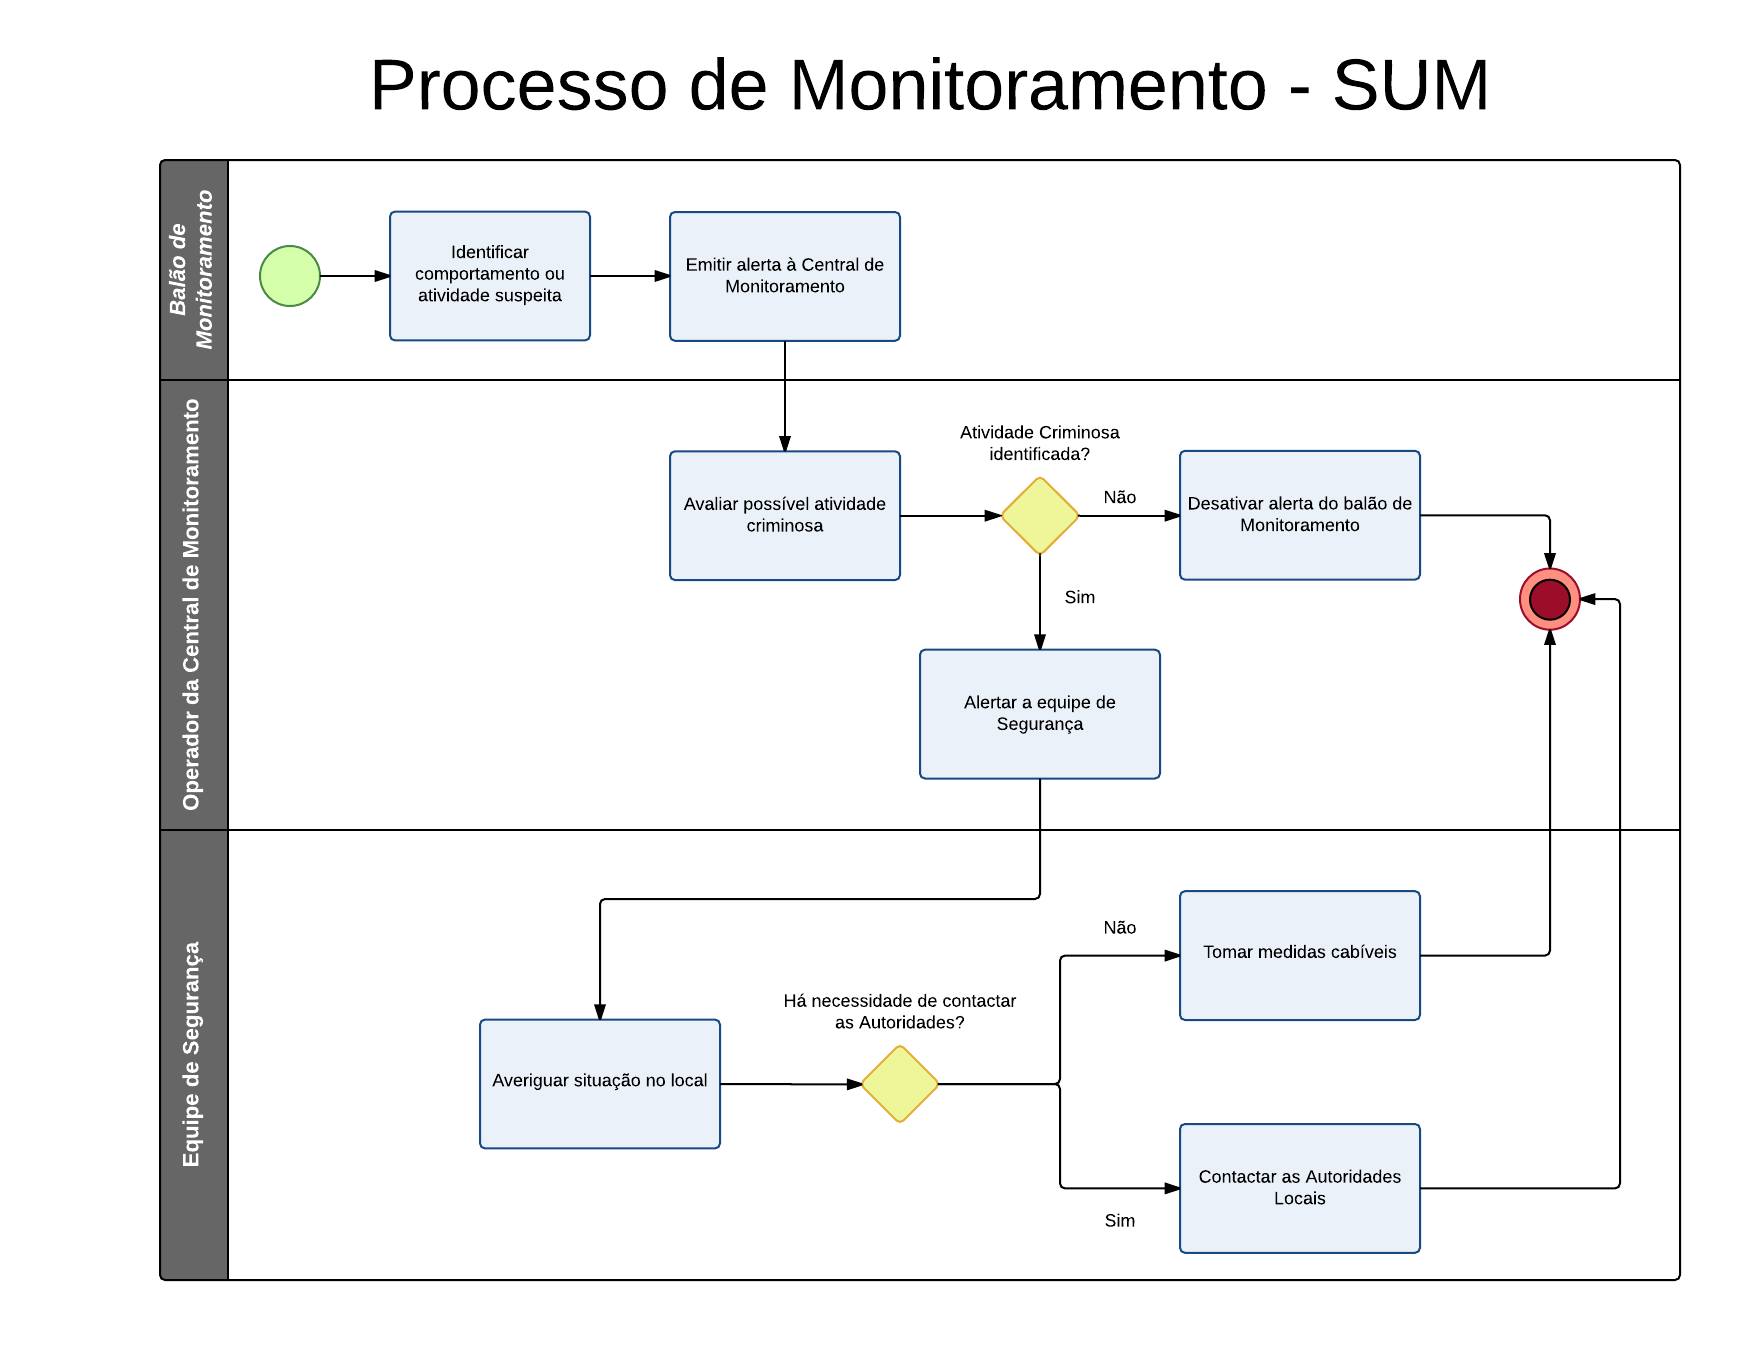 Processo de Monitoramento - SUM
Balão de
Monitoramento
Identificar
comportamento ou
atividade suspeita
Emitir alerta à Central de
Monitoramento
Operador da Central de Monitoramento
Avaliar possível atividade
criminosa
Atividade Criminosa
identificada?
Não
Desativar alerta do balão de
Monitoramento
Sim
Alertar a equipe de
Segurança
Equipe de Segurança
Averiguar situação no local
Há necessidade de contactar
as Autoridades?
Não
Tomar medidas cabíveis
Sim
Contactar as Autoridades
Locais